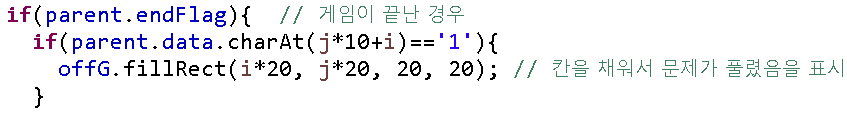 if(parent.endFlag){  // 게임이 끝난 경우
  if(parent.data.charAt(j*10+i)=='1'){
    offG.fillRect(i*20, j*20, 20, 20); // 칸을 채워서 문제가 풀렸음을 표시
  }